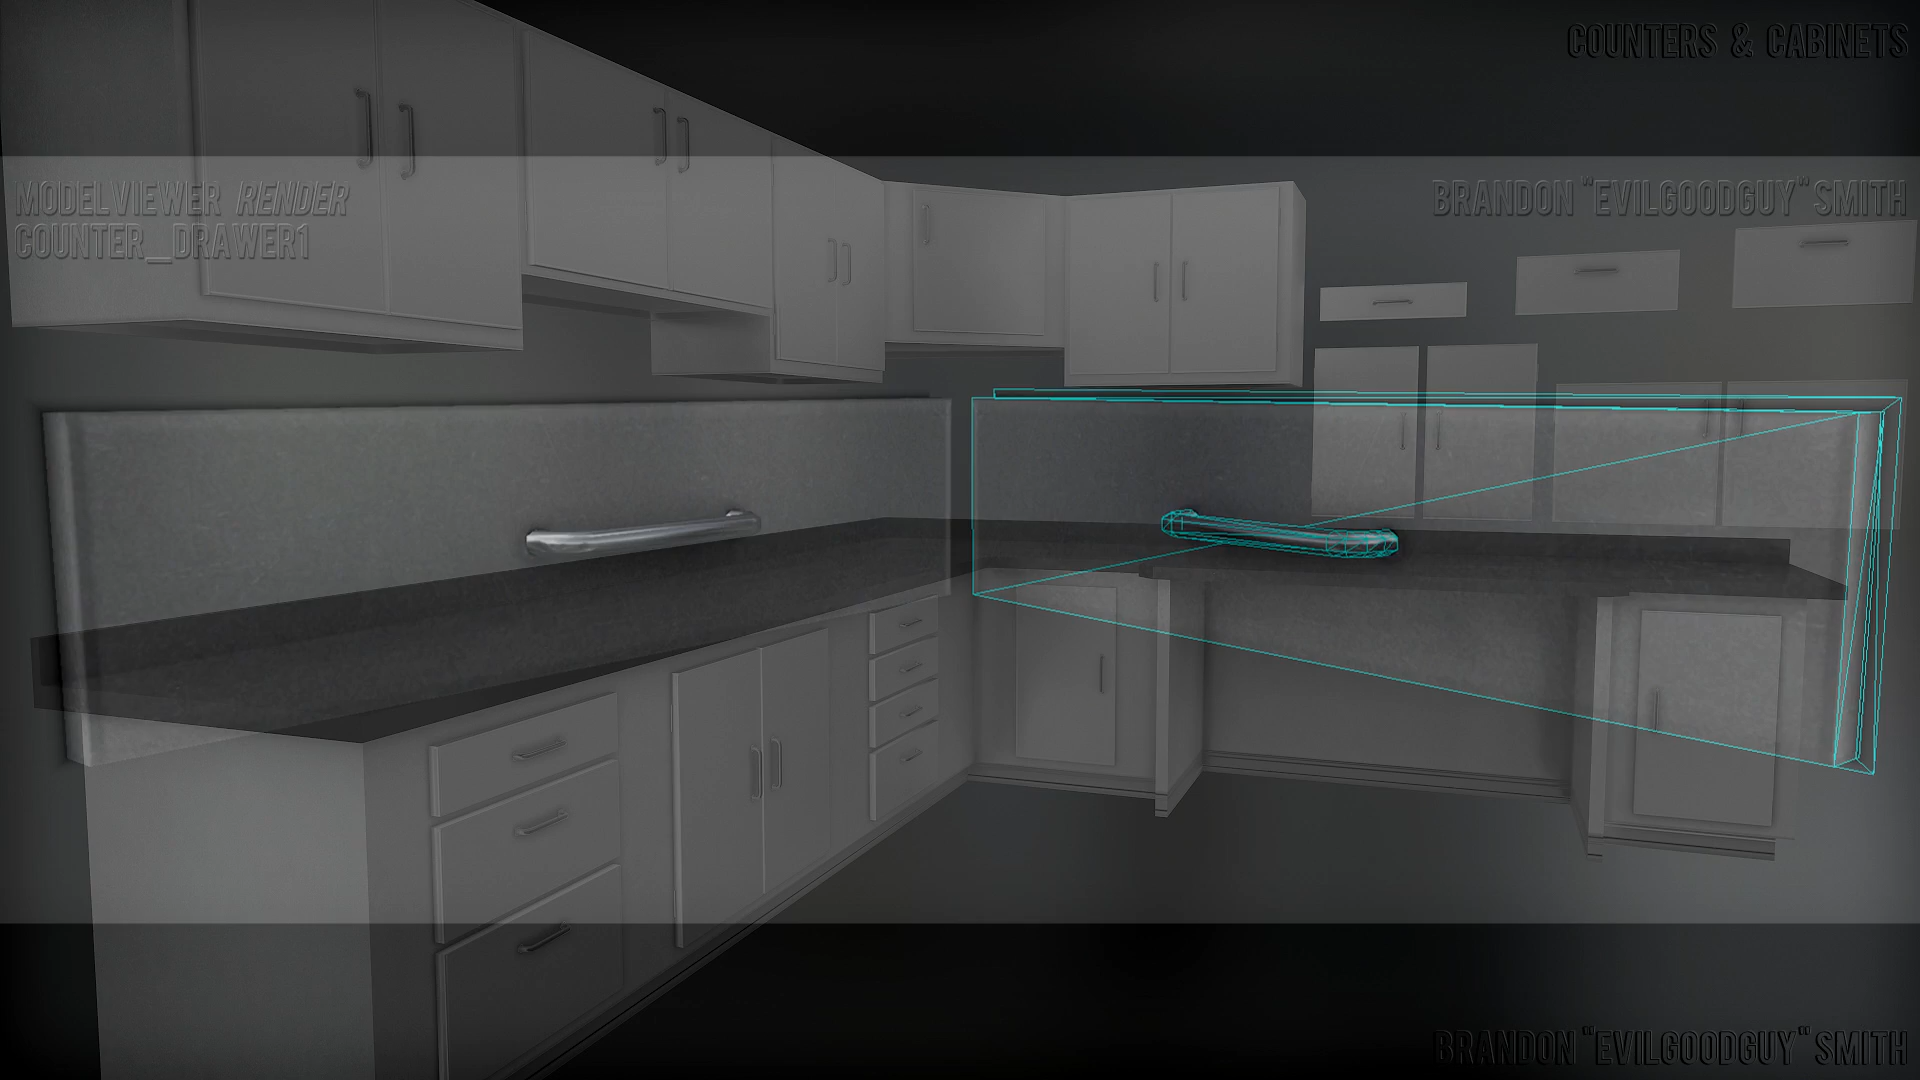 COUNTERS & CABINETS
MODELVIEWER RENDER
COUNTER_DRAWER1
BRANDON "EVILGOODGUY" SMITH
BRANDON "EVILGOODGUY" SMITH